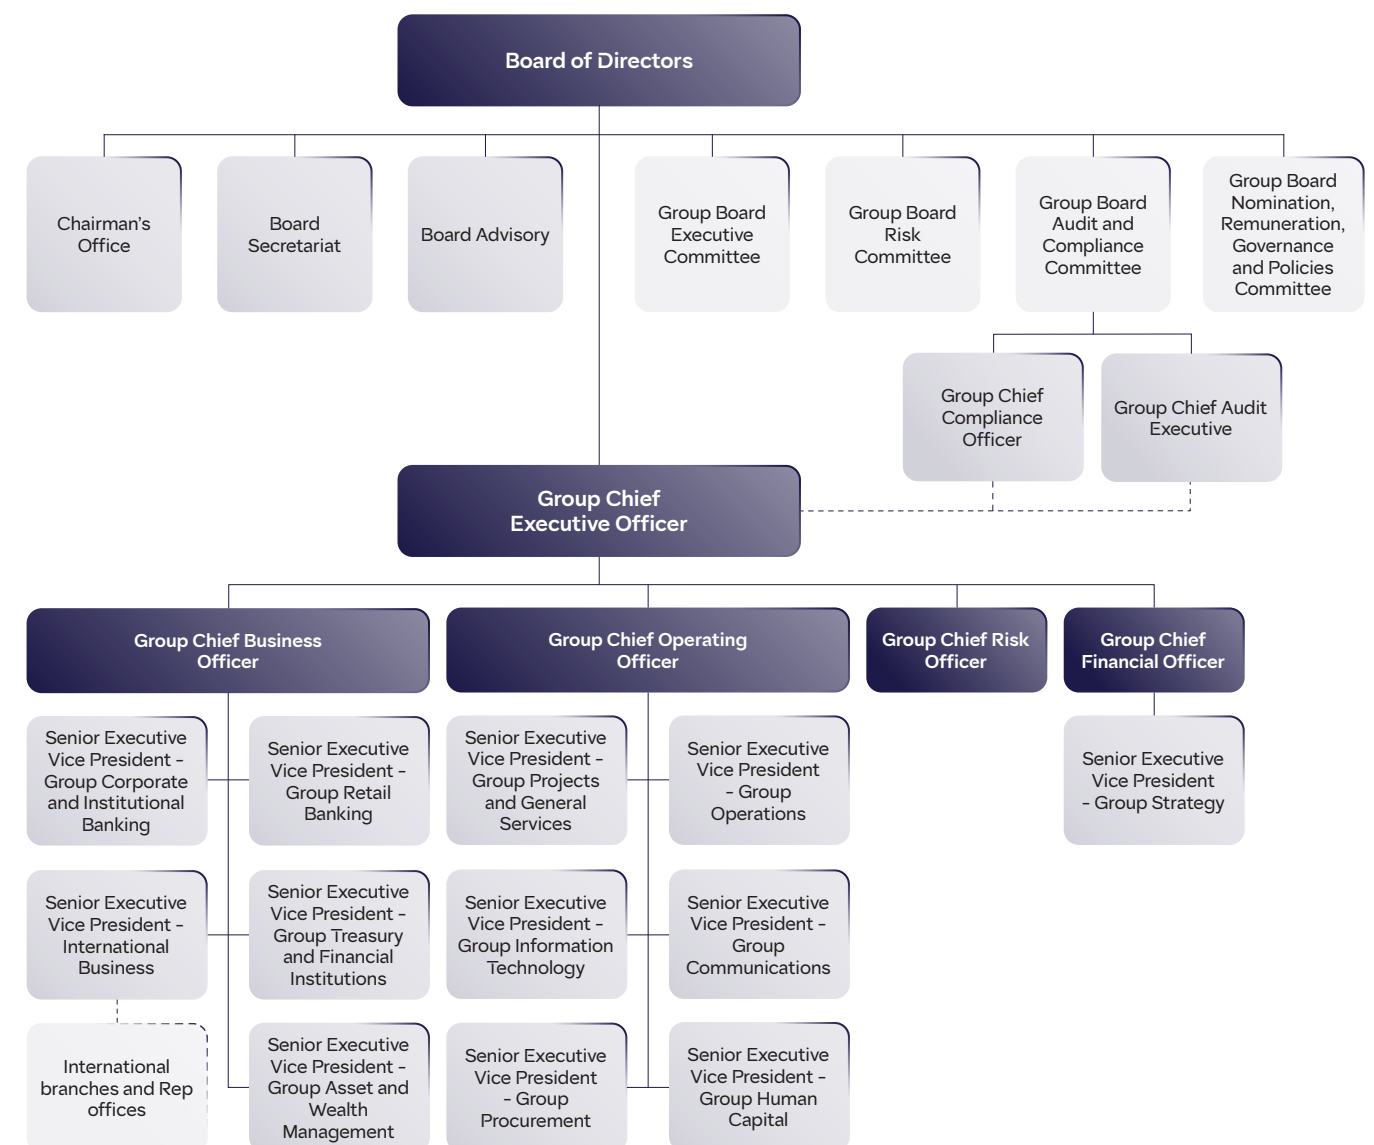 Board of Directors
Chairman's
Office
Board
Secretariat
Board Advisory
Group Board
Executive
Committee
Group Board
Risk
Committee
Group Board
Audit and
Compliance
Committee
Group Board
Nomination,
Remuneration,
Governance
and Policies
Committee
Group Chief
Compliance
Officer
Group Chief Audit
Executive
Group Chief
Executive Officer
Group Chief Business
Officer
Group Chief Operating
Officer
Group Chief Risk
Officer
Group Chief
Financial Officer
Senior Executive
Vice President –
Group Corporate
and Institutional
Banking
Senior Executive
Vice President –
Group Retail
Banking
Senior Executive
Vice President –
Group Projects
and General
Services
Senior Executive
Vice President
– Group
Operations
Senior Executive
Vice President
– Group Strategy
Senior Executive
Vice President –
International
Business
Senior Executive
Vice President –
Group Treasury
and Financial
Institutions
Senior Executive
Vice President –
Group Information
Technology
Senior Executive
Vice President –
Group
Communications
International
branches and Rep
offices
Senior Executive
Vice President –
Group Asset and
Wealth
Management
Senior Executive
Vice President
– Group
Procurement
Senior Executive
Vice President –
Group Human
Capital